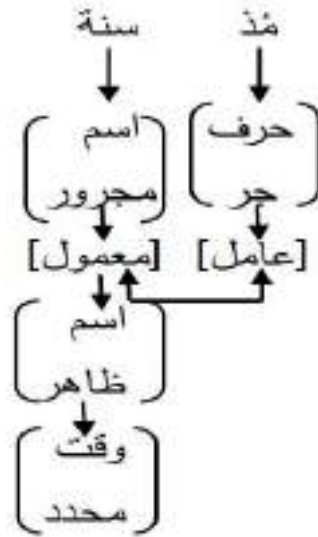 مُذ سنة
حرف اسم
جر مجرور
[عامل] [معمول]
اسم
ظاهر
وقت
محدد